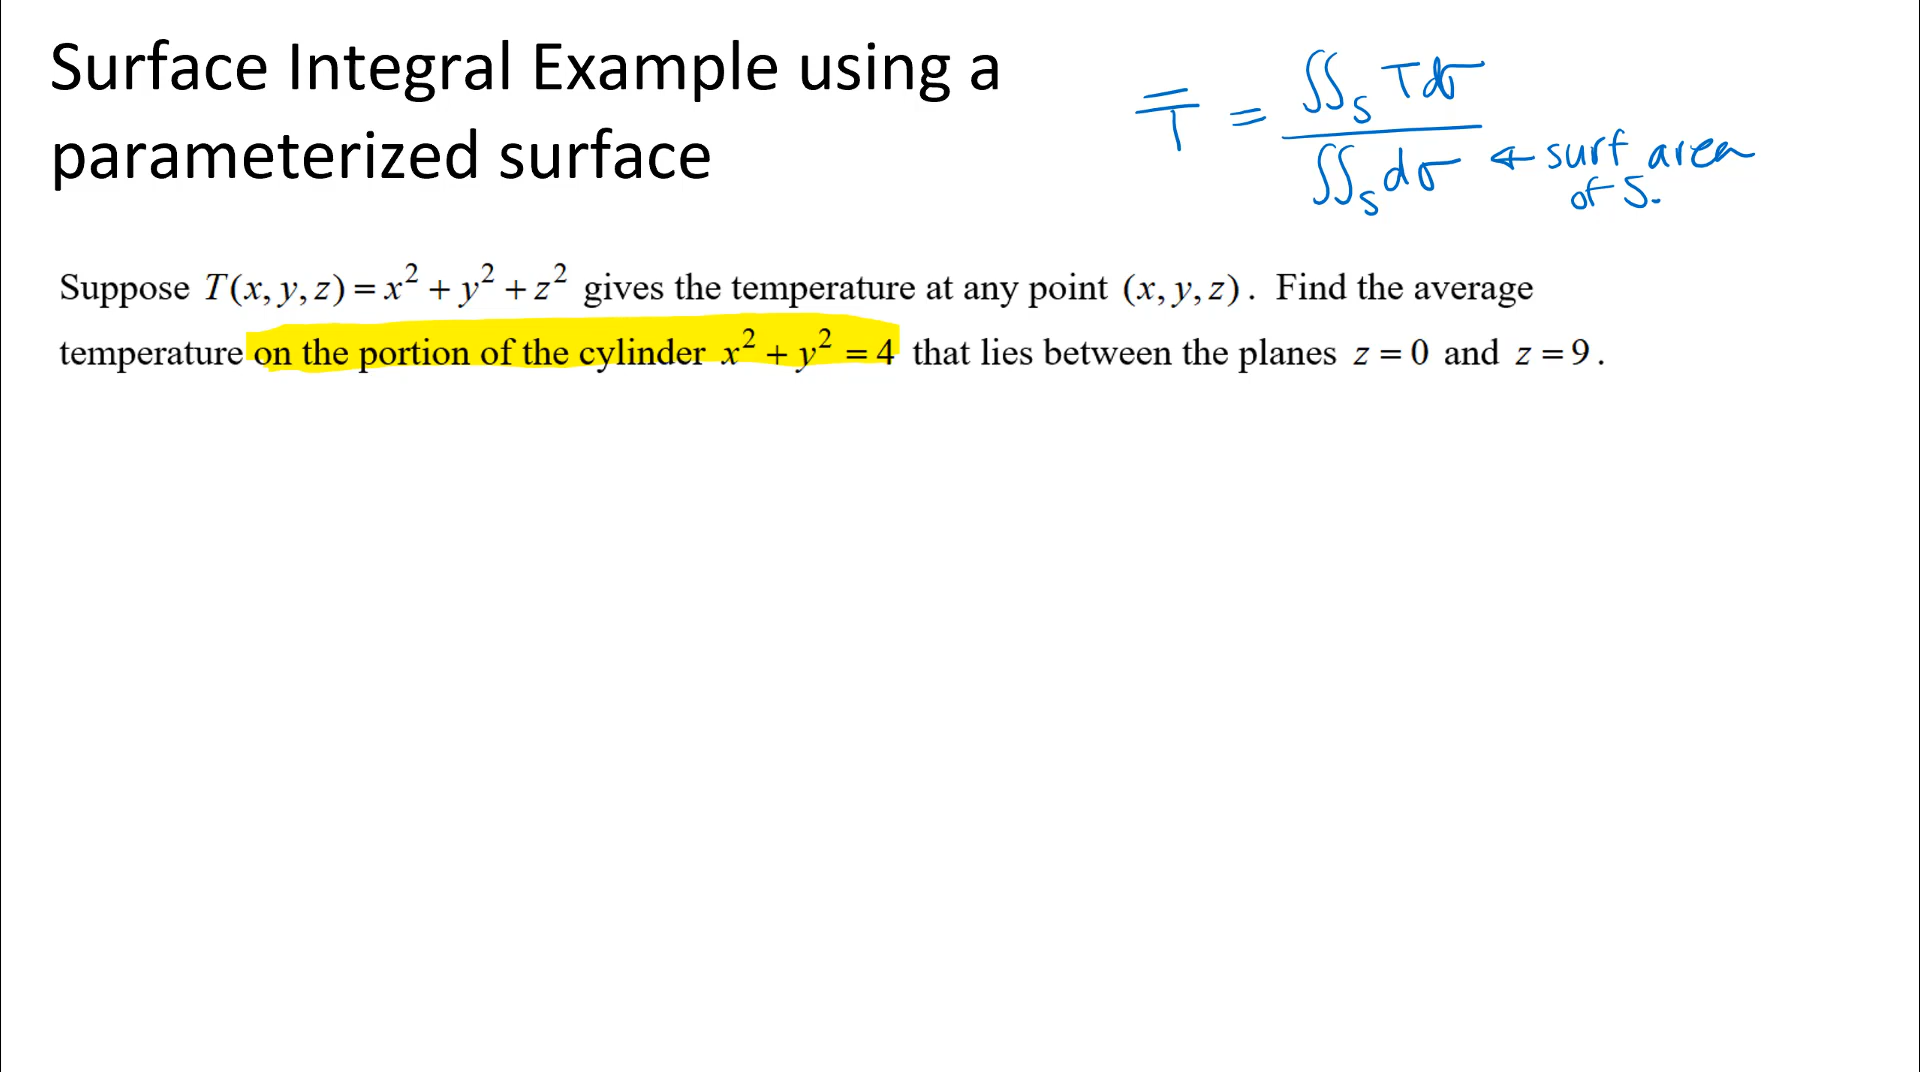 Surface Integral Example using a
parameterized surface
T̅ = ∬_S T dσ / ∬_S dσ ← surf area
of S.
Suppose T(x, y, z) = x² + y² + z² gives the temperature at any point (x, y, z). Find the average
temperature on the portion of the cylinder x² + y² = 4 that lies between the planes z = 0 and z = 9.